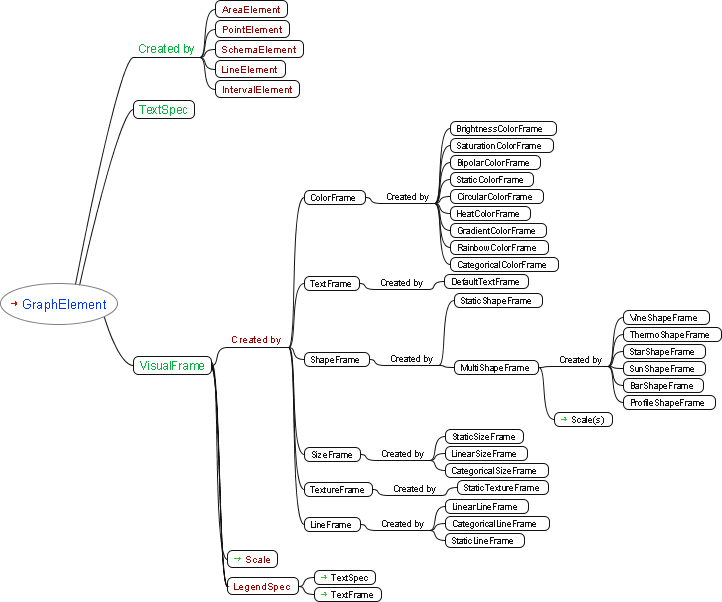 AreaElement
PointElement
Created by
SchemaElement
LineElement
IntervalElement
TextSpec
BrightnessColorFrame
SaturationColorFrame
BipolarColorFrame
StaticColorFrame
ColorFrame
Created by
CircularColorFrame
HeatColorFrame
GradientColorFrame
RainbowColorFrame
CategoricalColorFrame
TextFrame
Created by
DefaultTextFrame
StaticShapeFrame
→ GraphElement
VineShapeFrame
ThermoShapeFrame
Created by
StarShapeFrame
ShapeFrame
Created by
Created by
VisualFrame
MultiShapeFrame
SunShapeFrame
BarShapeFrame
ProfileShapeFrame
→ Scale(s)
StaticSizeFrame
SizeFrame
Created by
LinearSizeFrame
CategoricalSizeFrame
TextureFrame
Created by
StaticTextureFrame
LinearLineFrame
LineFrame
Created by
CategoricalLineFrame
StaticLineFrame
→ Scale
LegendSpec
→ TextSpec
→ TextFrame